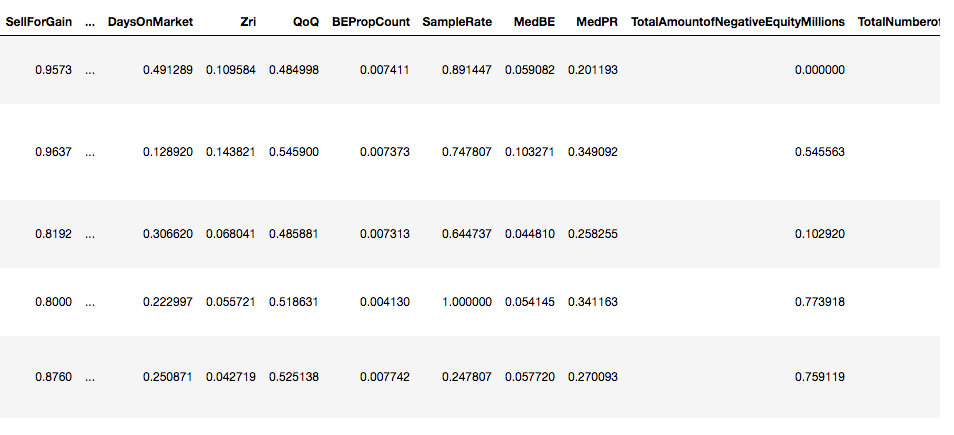 SellForGain ... DaysOnMarket Zri QoQ BEPropCount SampleRate MedBE MedPR TotalAmountofNegativeEquityMillions TotalNumberof
0.9573 ... 0.491289 0.109584 0.484998 0.007411 0.891447 0.059082 0.201193 0.000000
0.9637 ... 0.128920 0.143821 0.545900 0.007373 0.747807 0.103271 0.349092 0.545563
0.8192 ... 0.306620 0.068041 0.485881 0.007313 0.644737 0.044810 0.258255 0.102920
0.8000 ... 0.222997 0.055721 0.518631 0.004130 1.000000 0.054145 0.341163 0.773918
0.8760 ... 0.250871 0.042719 0.525138 0.007742 0.247807 0.057720 0.270093 0.759119